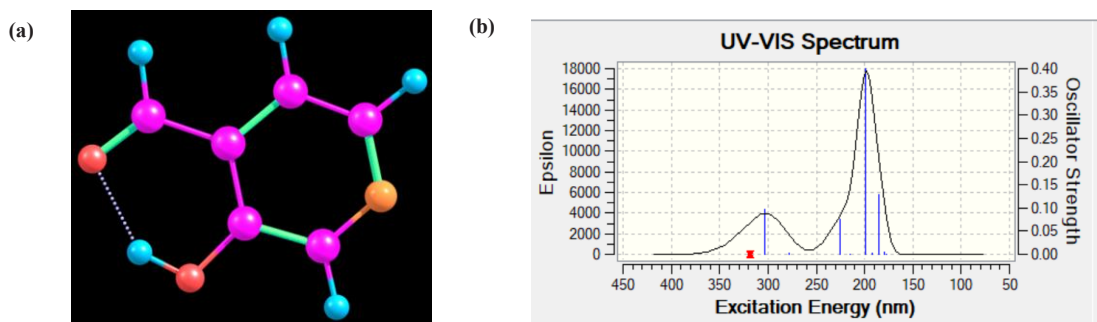 (a)
(b)
UV-VIS Spectrum
18000
16000
14000
12000
10000
8000
6000
4000
2000
0
Epsilon
0.40
0.35
0.30
0.25
0.20
0.15
0.10
0.05
0.00
Oscillator Strength
450 400 350 300 250 200 150 100 50
Excitation Energy (nm)